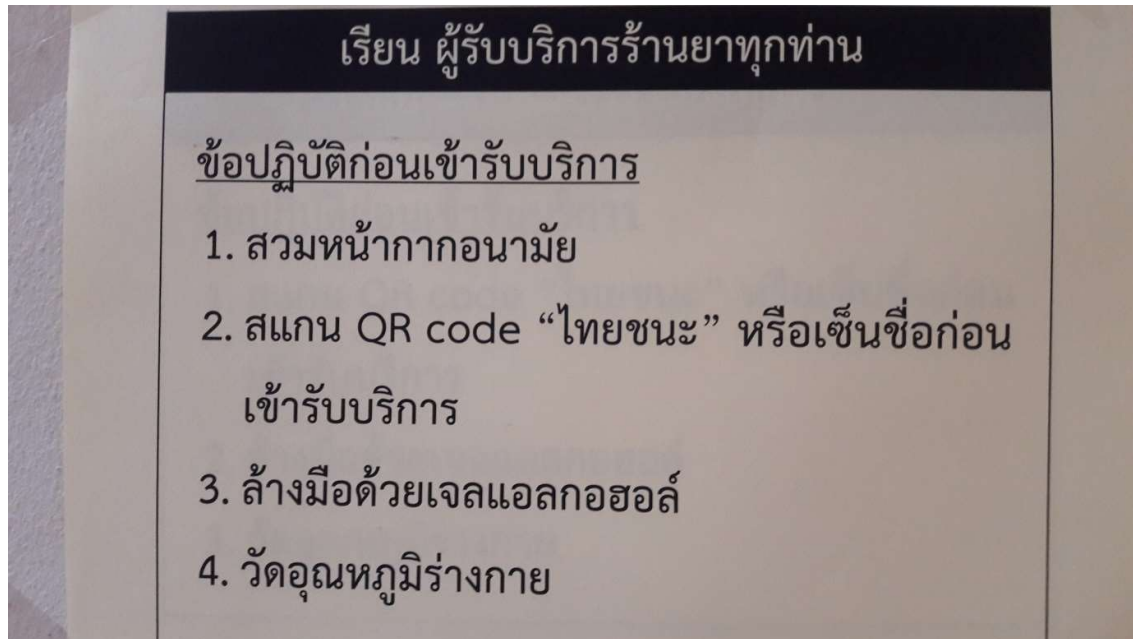 เรียน ผู้รับบริการร้านยาทุกท่าน
ข้อปฏิบัติก่อนเข้ารับบริการ
1. สวมหน้ากากอนามัย
2. สแกน QR code “ไทยชนะ” หรือเซ็นชื่อก่อน
เข้ารับบริการ
3. ล้างมือด้วยเจลแอลกอฮอล์
4. วัดอุณหภูมิร่างกาย